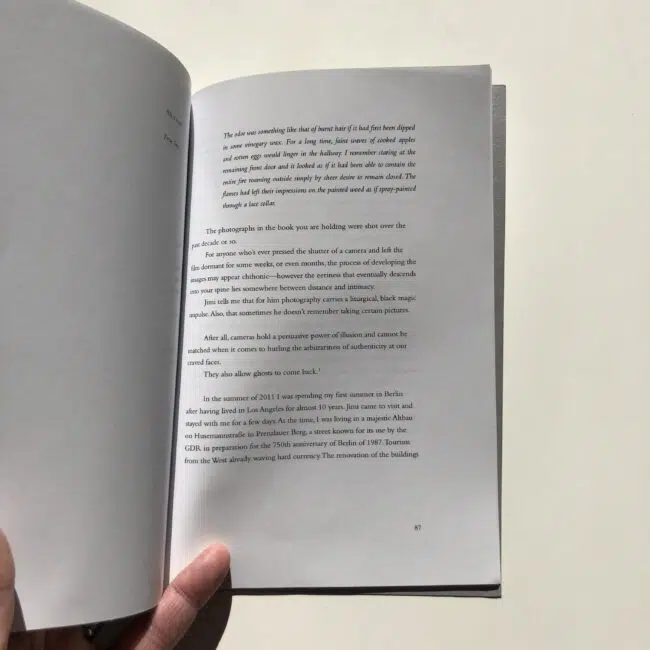 The odor was something like that of burnt hair if it had first been dipped
in some vinegary wax. For a long time, faint waves of cooked apples
and rotten eggs would linger in the hallway. I remember staring at the
remaining front door and it looked as if it had been able to contain the
entire fire roaming outside simply by sheer desire to remain closed. The
flames had left their impressions on the painted wood as if spray-painted
through a lace collar.
The photographs in the book you are holding were shot over the
past decade or so.
For anyone who's ever pressed the shutter of a camera and left the
film dormant for some weeks, or even months, the process of developing the
images may appear chthonic—however the eeriness that eventually descends
into your spine lies somewhere between distance and intimacy.
Jimi tells me that for him photography carries a liturgical, black magic
impulse. Also, that sometimes he doesn't remember taking certain pictures.
After all, cameras hold a persuasive power of illusion and cannot be
matched when it comes to hurling the arbitrariness of authenticity at our
craved faces.
They also allow ghosts to come back.¹
In the summer of 2011 I was spending my first summer in Berlin
after having lived in Los Angeles for almost 10 years. Jimi came to visit and
stayed with me for a few days. At the time, I was living in a majestic Altbau
on Husemannstraße in Prenzlauer Berg, a street known for its use by the
GDR in preparation for the 750th anniversary of Berlin of 1987. Tourism
from the West already waving hard currency. The renovation of the buildings
87